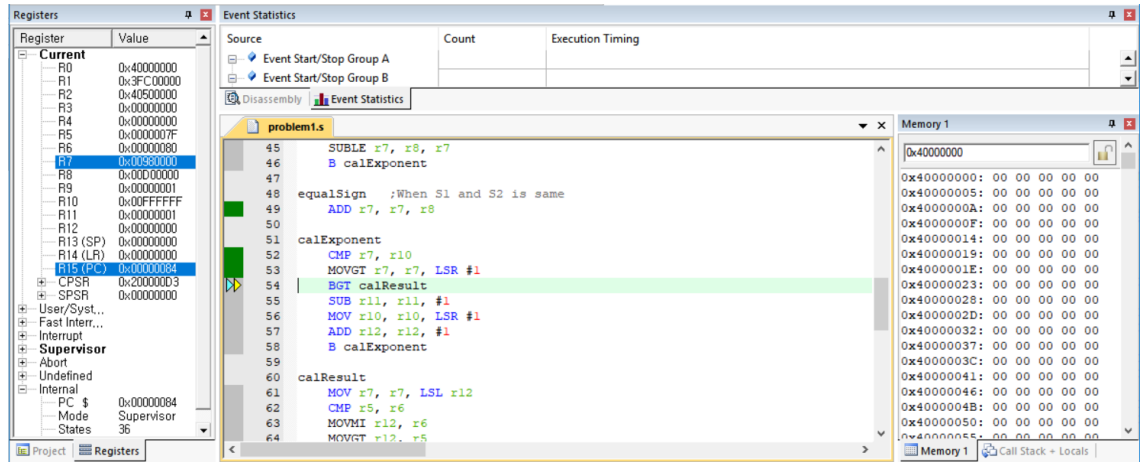 Registers
Register Value
Current
R0 0x40000000
R1 0x3FC00000
R2 0x40500000
R3 0x00000000
R4 0x00000000
R5 0x0000007F
R6 0x00000080
R7 0x00980000
R8 0x00D00000
R9 0x00000001
R10 0x00FFFFFF
R11 0x00000001
R12 0x00000000
R13 (SP) 0x00000000
R14 (LR) 0x00000000
R15 (PC) 0x00000084
CPSR 0x200000D3
SPSR 0x00000000
User/Syst...
Fast Interr...
Interrupt
Supervisor
Abort
Undefined
Internal
PC $ 0x00000084
Mode Supervisor
States 36
Project Registers
Event Statistics
Source Count Execution Timing
Event Start/Stop Group A
Event Start/Stop Group B
Disassembly Event Statistics
problem1.s
45 SUBLE r7, r8, r7
46 B calExponent
47
48 equalSign ;When S1 and S2 is same
49 ADD r7, r7, r8
50
51 calExponent
52 CMP r7, r10
53 MOVGT r7, r7, LSR #1
54 BGT calResult
55 SUB r11, r11, #1
56 MOV r10, r10, LSR #1
57 ADD r12, r12, #1
58 B calExponent
59
60 calResult
61 MOV r7, r7, LSL r12
62 CMP r5, r6
63 MOVMI r12, r6
64 MOVGT r12, r5
Memory 1
0x40000000
0x40000000: 00 00 00 00 00
0x40000005: 00 00 00 00 00
0x4000000A: 00 00 00 00 00
0x4000000F: 00 00 00 00 00
0x40000014: 00 00 00 00 00
0x40000019: 00 00 00 00 00
0x4000001E: 00 00 00 00 00
0x40000023: 00 00 00 00 00
0x40000028: 00 00 00 00 00
0x4000002D: 00 00 00 00 00
0x40000032: 00 00 00 00 00
0x40000037: 00 00 00 00 00
0x4000003C: 00 00 00 00 00
0x40000041: 00 00 00 00 00
0x40000046: 00 00 00 00 00
0x4000004B: 00 00 00 00 00
0x40000050: 00 00 00 00 00
0x40000055: 00 00 00 00 00
Memory 1 Call Stack + Locals